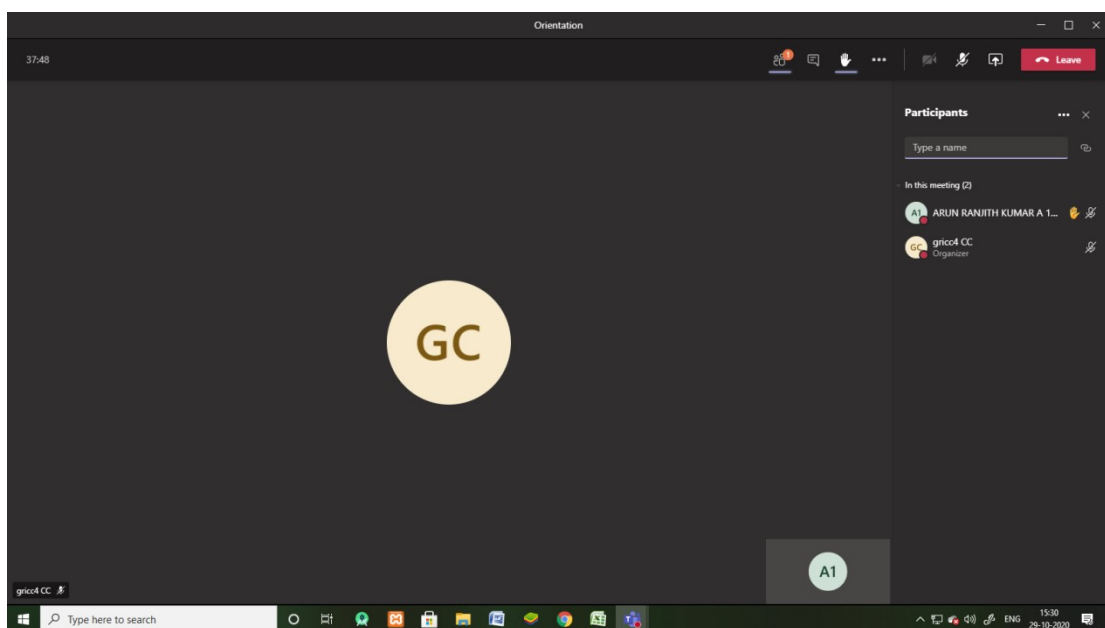 Orientation
37:48
1
Leave
Participants
Type a name
In this meeting (2)
A1 ARUN RANJITH KUMAR A 1...
GC gricc4 CC
Organizer
GC
A1
gricc4 CC
Type here to search
ENG
15:30
29-10-2020